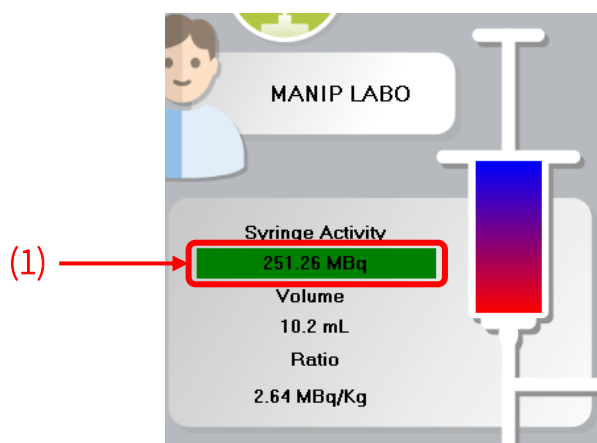 MANIP LABO
Syringe Activity
(1)
251.26 MBq
Volume
10.2 mL
Ratio
2.64 MBq/Kg